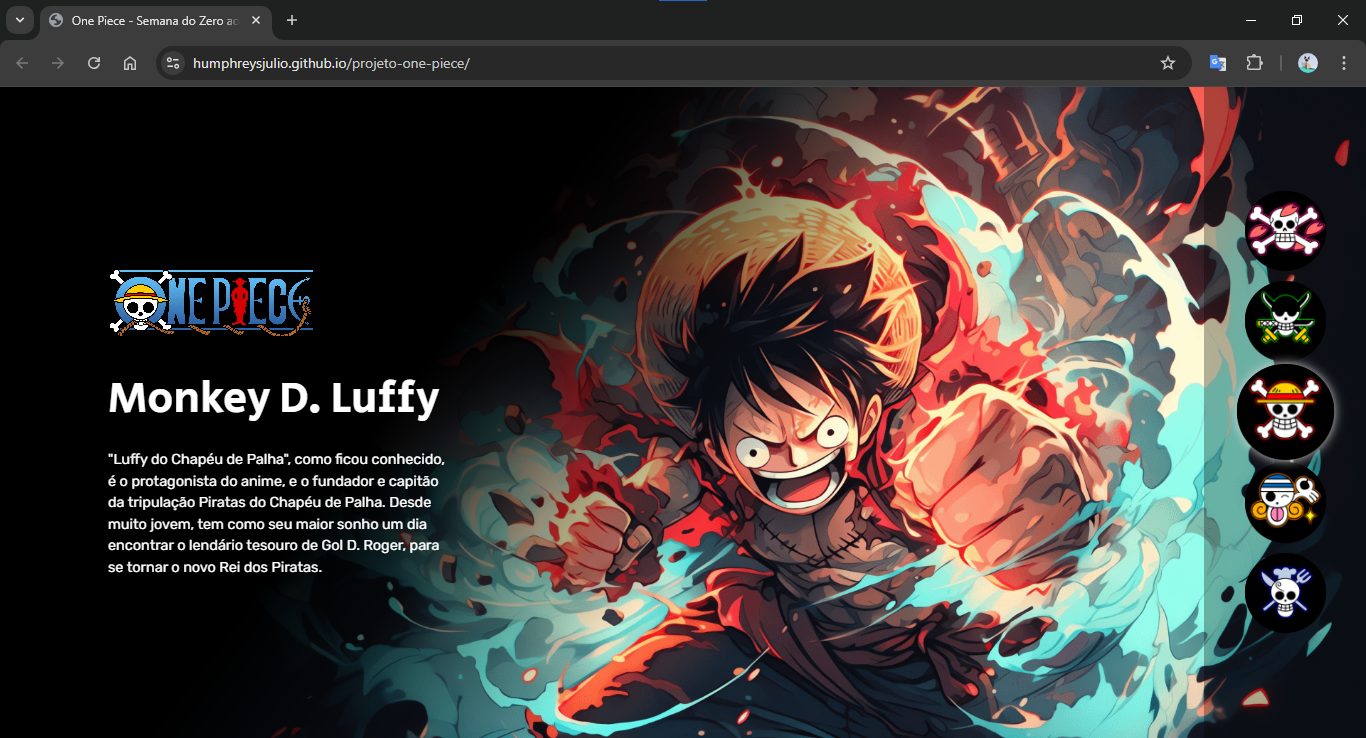 One Piece - Semana do Zero ao
humphreysjulio.github.io/projeto-one-piece/
ONE PIECE
Monkey D. Luffy
"Luffy do Chapéu de Palha", como ficou conhecido,
é o protagonista do anime, e o fundador e capitão
da tripulação Piratas do Chapéu de Palha. Desde
muito jovem, tem como seu maior sonho um dia
encontrar o lendário tesouro de Gol D. Roger, para
se tornar o novo Rei dos Piratas.